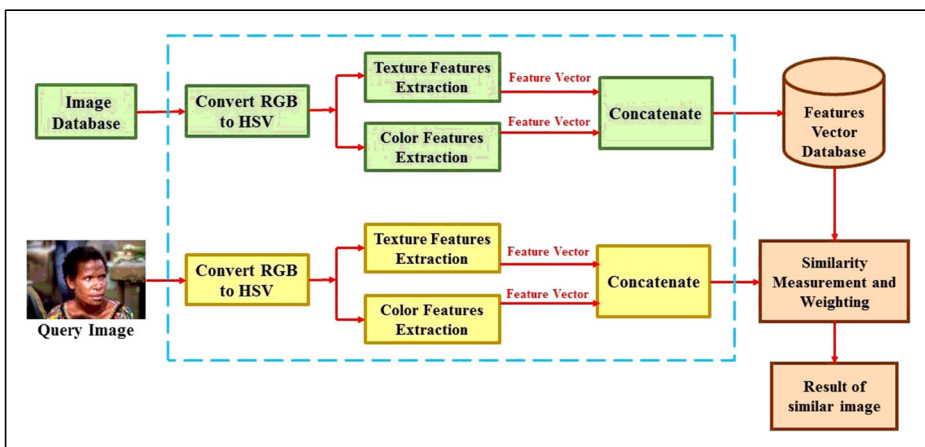 Image
Database
Convert RGB
to HSV
Texture Features
Extraction
Color Features
Extraction
Feature Vector
Feature Vector
Concatenate
Features
Vector
Database
Query Image
Convert RGB
to HSV
Texture Features
Extraction
Color Features
Extraction
Feature Vector
Feature Vector
Concatenate
Similarity
Measurement and
Weighting
Result of
similar image